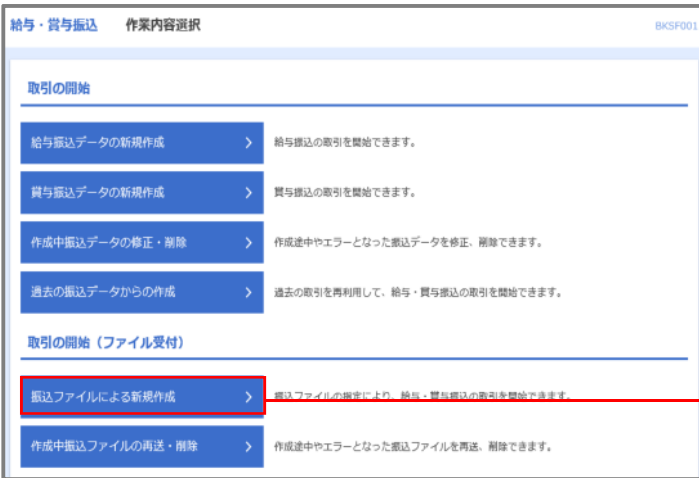 給与・賞与振込 作業内容選択 BKSF001
取引の開始
給与振込データの新規作成 給与振込の取引を開始できます。
賞与振込データの新規作成 賞与振込の取引を開始できます。
作成中振込データの修正・削除 作成途中やエラーとなった振込データを修正、削除できます。
過去の振込データからの作成 過去の取引を再利用して、給与・賞与振込の取引を開始できます。
取引の開始（ファイル受付）
振込ファイルによる新規作成 振込ファイルの指定により、給与・賞与振込の取引を開始できます。
作成中振込ファイルの再送・削除 作成途中やエラーとなった振込ファイルを再送、削除できます。